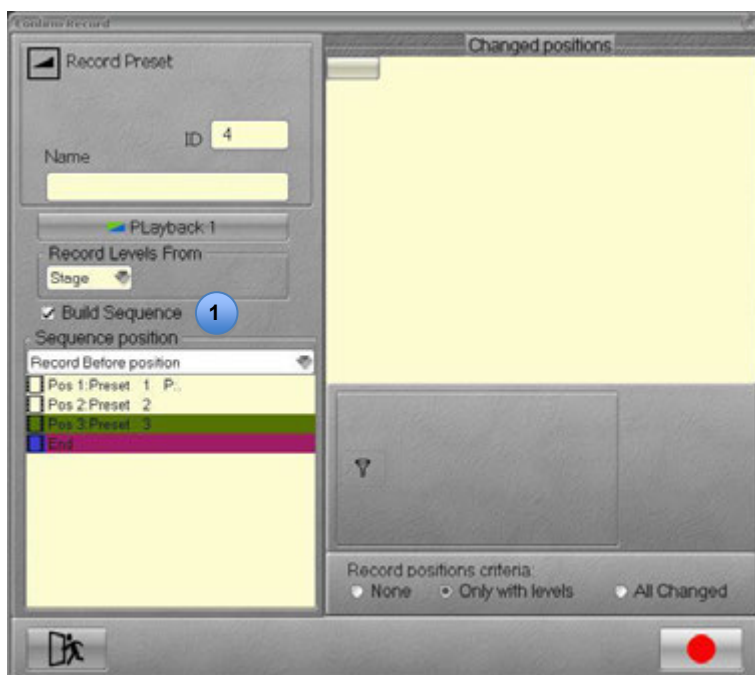 Confirm Record
Record Preset
ID 4
Name
PLayback 1
Record Levels From
Stage
Build Sequence
1
Sequence position
Record Before position
Pos 1:Preset 1 P:.
Pos 2:Preset 2
Pos 3:Preset 3
End
Changed positions
Record positions criteria:
None Only with levels All Changed